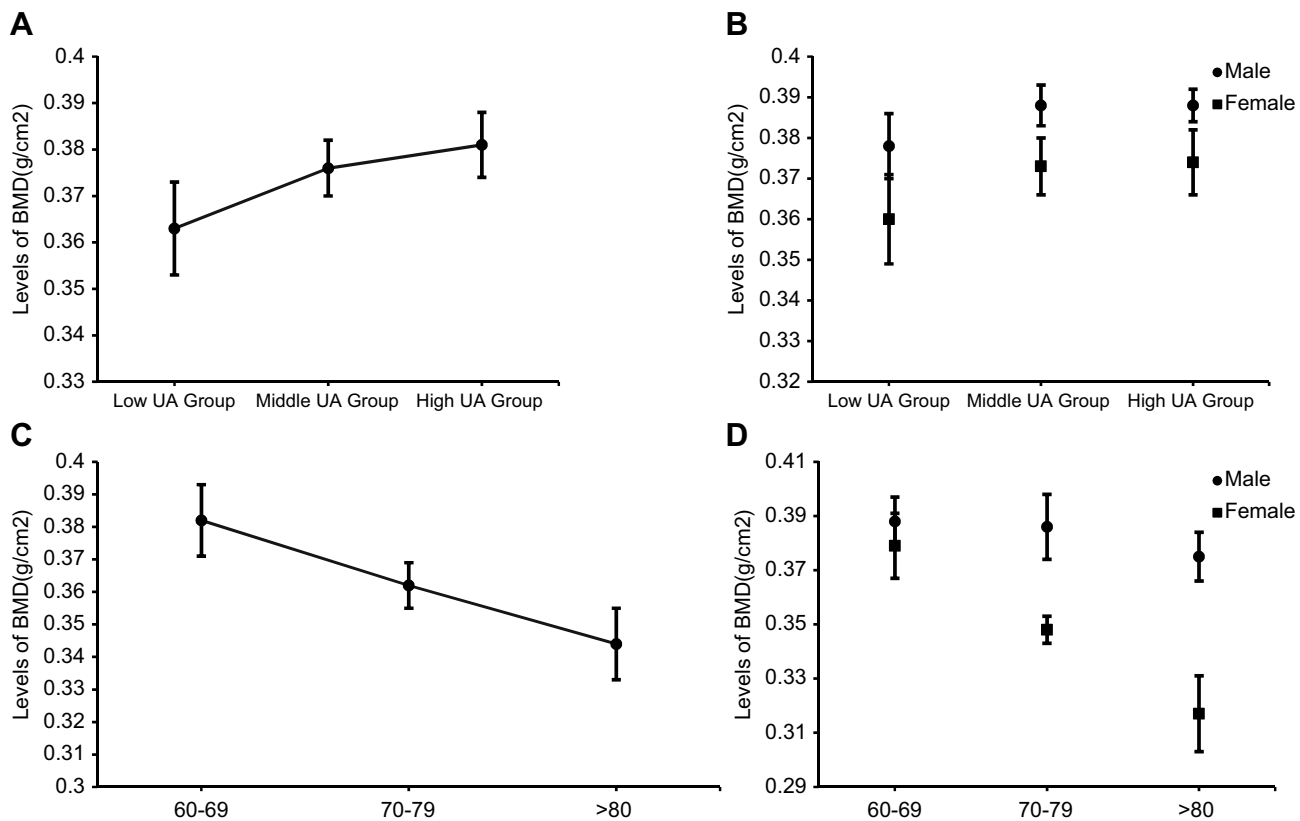 A
Levels of BMD(g/cm2)
0.4
0.39
0.38
0.37
0.36
0.35
0.34
0.33
Low UA Group Middle UA Group High UA Group
B
Levels of BMD(g/cm2)
0.4
0.39
0.38
0.37
0.36
0.35
0.34
0.33
0.32
Male
Female
Low UA Group Middle UA Group High UA Group
C
Levels of BMD(g/cm2)
0.4
0.39
0.38
0.37
0.36
0.35
0.34
0.33
0.32
0.31
0.3
60-69 70-79 >80
D
Levels of BMD(g/cm2)
0.41
0.39
0.37
0.35
0.33
0.31
0.29
Male
Female
60-69 70-79 >80